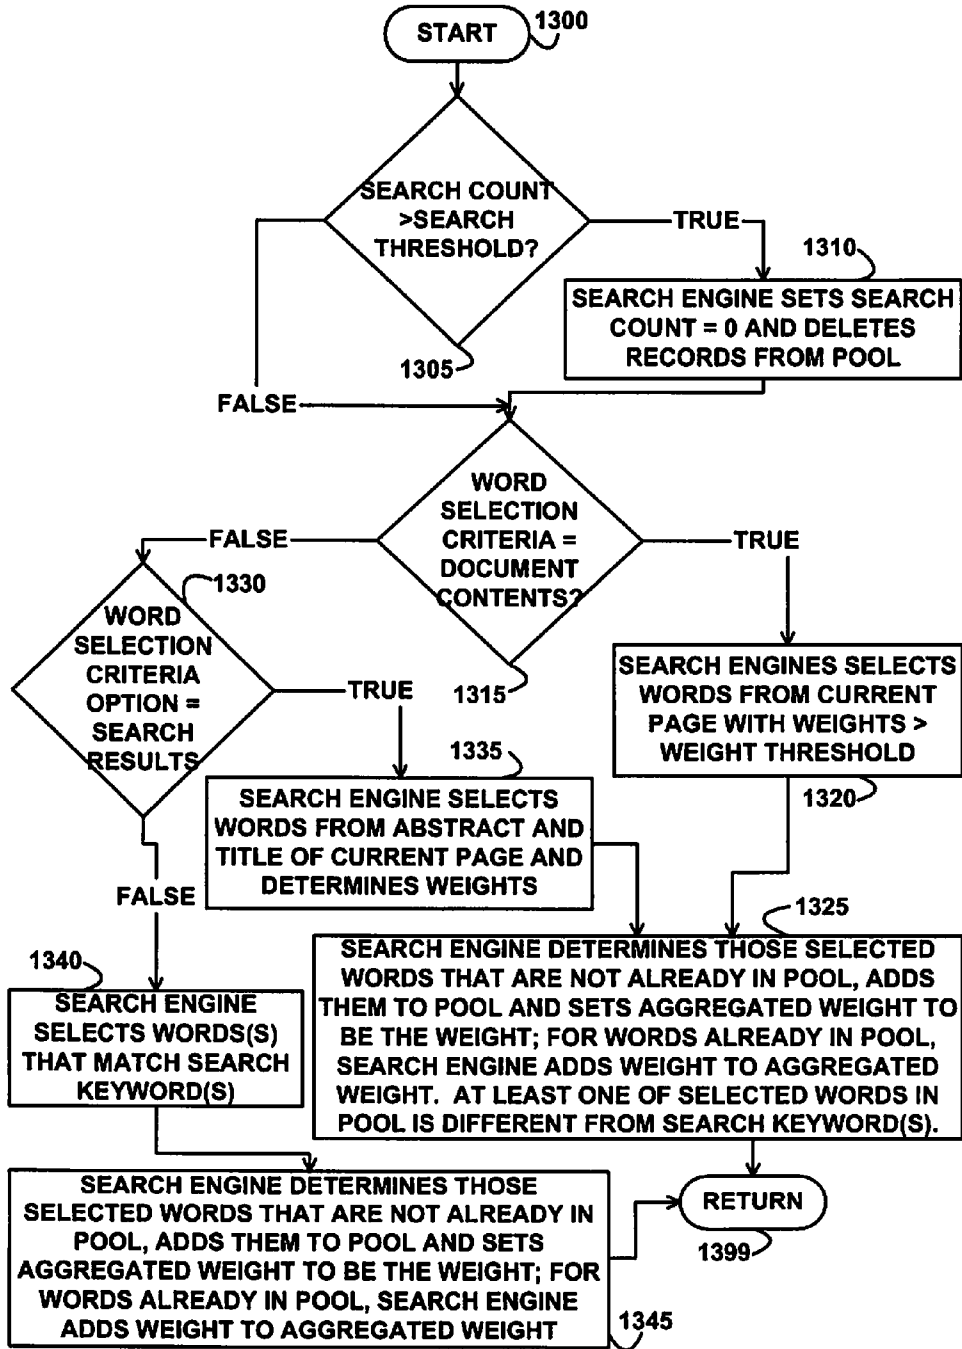 START
1300
SEARCH COUNT
>SEARCH
THRESHOLD?
1305
TRUE
1310
SEARCH ENGINE SETS SEARCH
COUNT = 0 AND DELETES
RECORDS FROM POOL
FALSE
WORD
SELECTION
CRITERIA =
DOCUMENT
CONTENTS?
1315
FALSE
TRUE
1330
WORD
SELECTION
CRITERIA
OPTION =
SEARCH
RESULTS
TRUE
SEARCH ENGINES SELECTS
WORDS FROM CURRENT
PAGE WITH WEIGHTS >
WEIGHT THRESHOLD
1320
1335
SEARCH ENGINE SELECTS
WORDS FROM ABSTRACT AND
TITLE OF CURRENT PAGE AND
DETERMINES WEIGHTS
FALSE
1325
SEARCH ENGINE DETERMINES THOSE SELECTED
WORDS THAT ARE NOT ALREADY IN POOL, ADDS
THEM TO POOL AND SETS AGGREGATED WEIGHT TO
BE THE WEIGHT; FOR WORDS ALREADY IN POOL,
SEARCH ENGINE ADDS WEIGHT TO AGGREGATED
WEIGHT.  AT LEAST ONE OF SELECTED WORDS IN
POOL IS DIFFERENT FROM SEARCH KEYWORD(S).
1340
SEARCH ENGINE
SELECTS WORDS(S)
THAT MATCH SEARCH
KEYWORD(S)
SEARCH ENGINE DETERMINES THOSE
SELECTED WORDS THAT ARE NOT ALREADY IN
POOL, ADDS THEM TO POOL AND SETS
AGGREGATED WEIGHT TO BE THE WEIGHT; FOR
WORDS ALREADY IN POOL, SEARCH ENGINE
ADDS WEIGHT TO AGGREGATED WEIGHT
1345
RETURN
1399